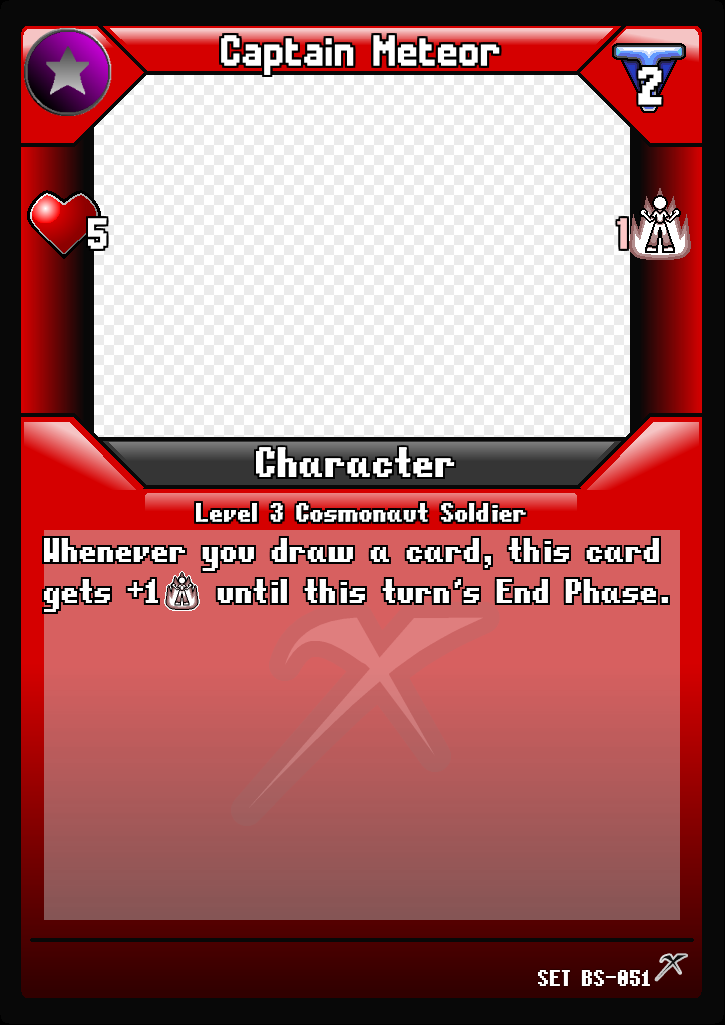 Captain Meteor
2
5
1
Character
Level 3 Cosmonaut Soldier
Whenever you draw a card, this card
gets +1 until this turn's End Phase.
SET BS-051